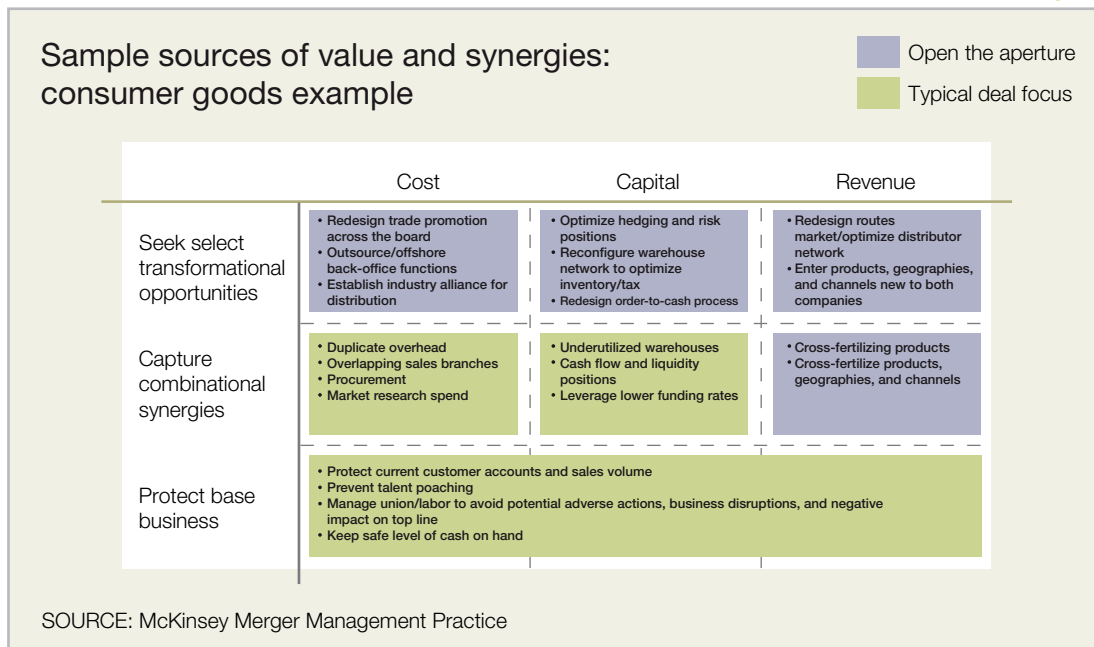 Sample sources of value and synergies:
consumer goods example
Open the aperture
Typical deal focus
Cost
Capital
Revenue
Seek select
transformational
opportunities
• Redesign trade promotion
across the board
• Outsource/offshore
back-office functions
• Establish industry alliance for
distribution
• Optimize hedging and risk
positions
• Reconfigure warehouse
network to optimize
inventory/tax
• Redesign order-to-cash process
• Redesign routes
market/optimize distributor
network
• Enter products, geographies,
and channels new to both
companies
Capture
combinational
synergies
• Duplicate overhead
• Overlapping sales branches
• Procurement
• Market research spend
• Underutilized warehouses
• Cash flow and liquidity
positions
• Leverage lower funding rates
• Cross-fertilizing products
• Cross-fertilize products,
geographies, and channels
Protect base
business
• Protect current customer accounts and sales volume
• Prevent talent poaching
• Manage union/labor to avoid potential adverse actions, business disruptions, and negative
impact on top line
• Keep safe level of cash on hand
SOURCE: McKinsey Merger Management Practice